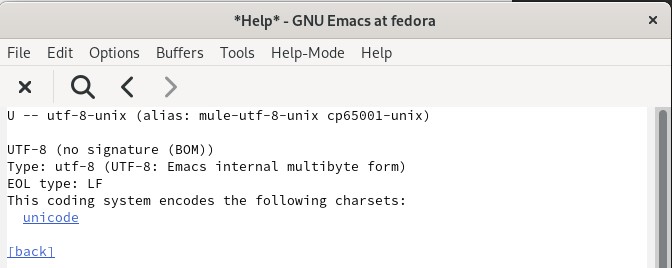 *Help* - GNU Emacs at fedora
File Edit Options Buffers Tools Help-Mode Help
U -- utf-8-unix (alias: mule-utf-8-unix cp65001-unix)
UTF-8 (no signature (BOM))
Type: utf-8 (UTF-8: Emacs internal multibyte form)
EOL type: LF
This coding system encodes the following charsets:
unicode
[back]